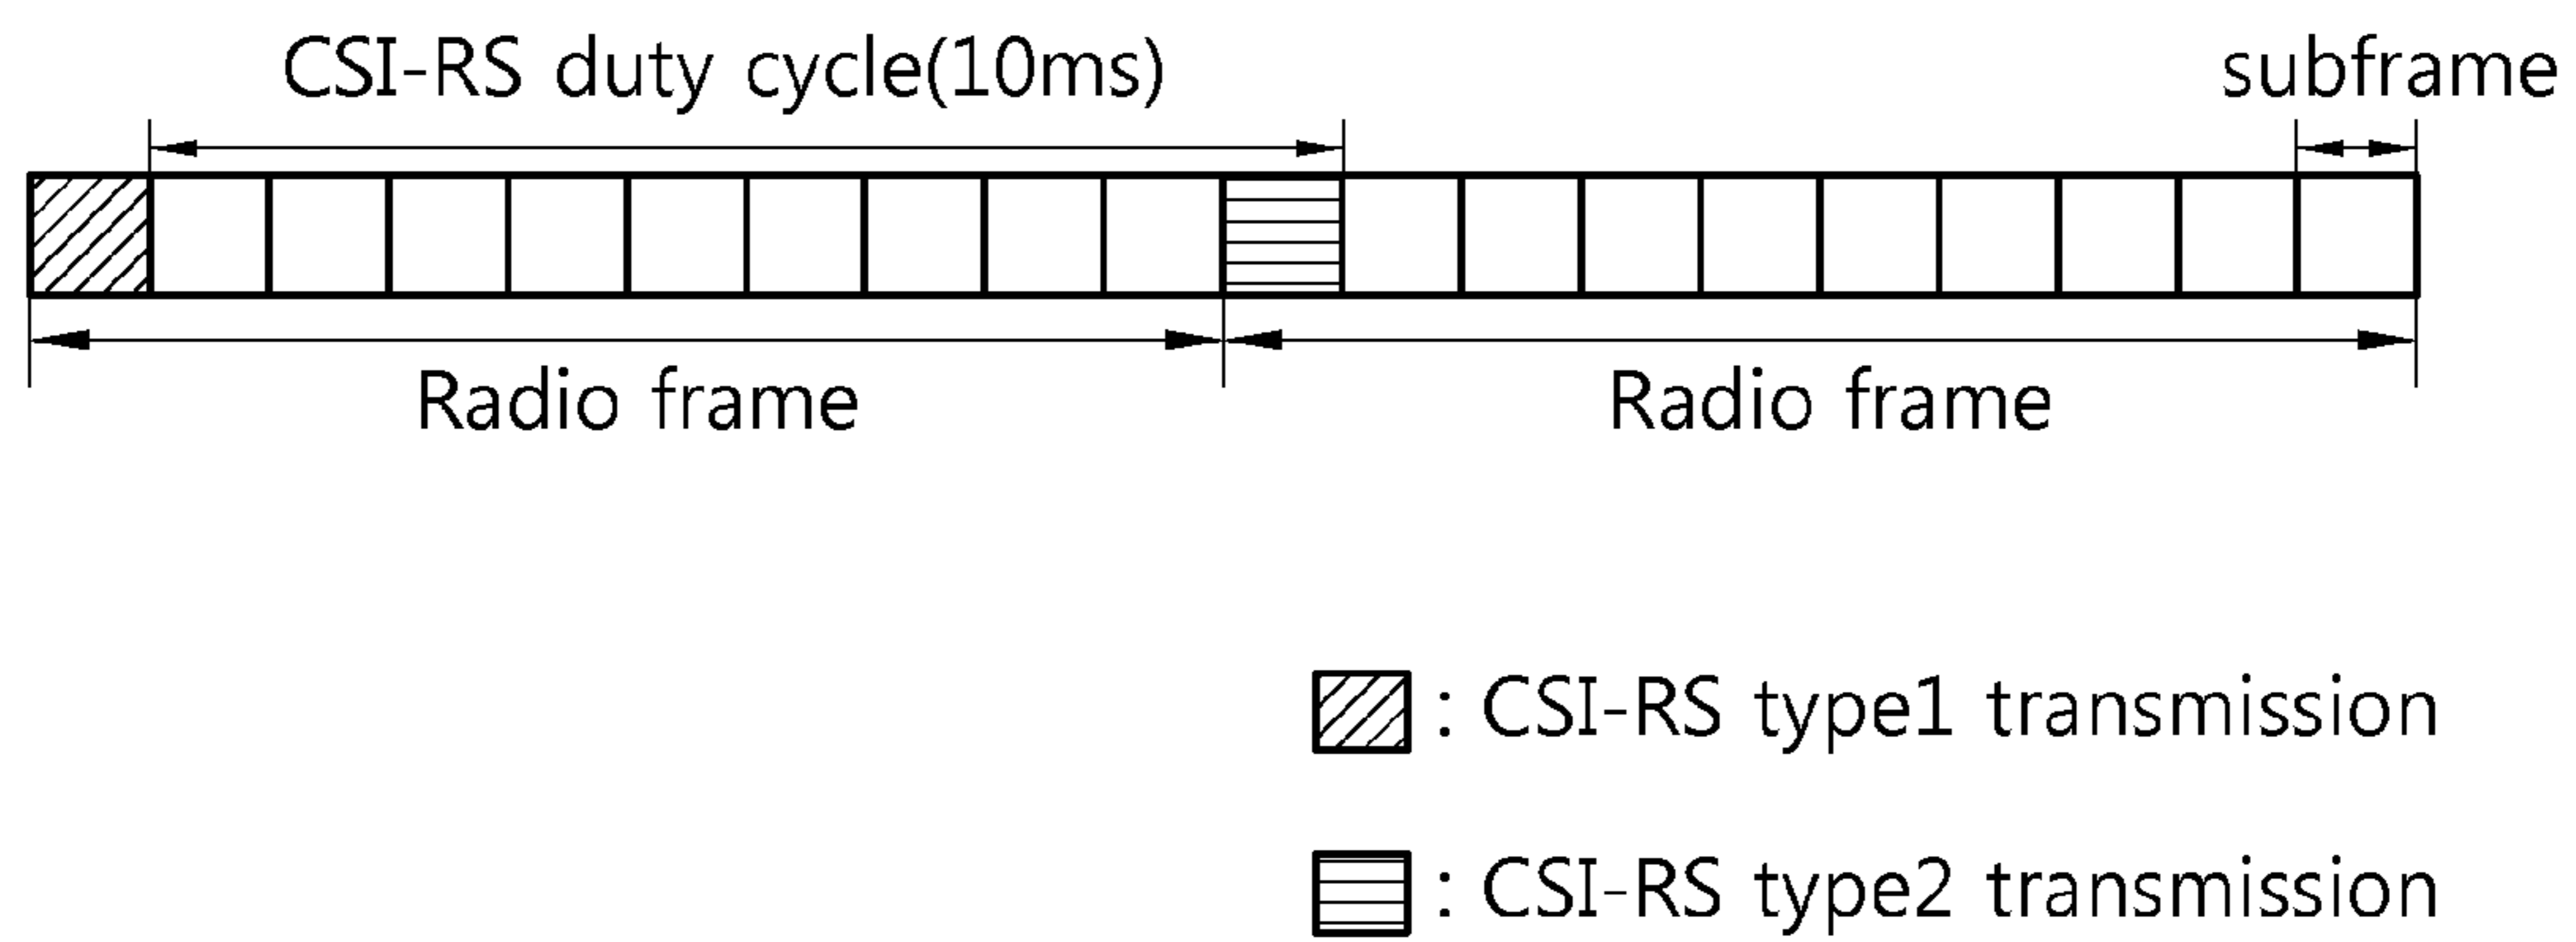 CSI-RS duty cycle(10ms)
subframe
Radio frame
Radio frame
: CSI-RS type1 transmission
: CSI-RS type2 transmission